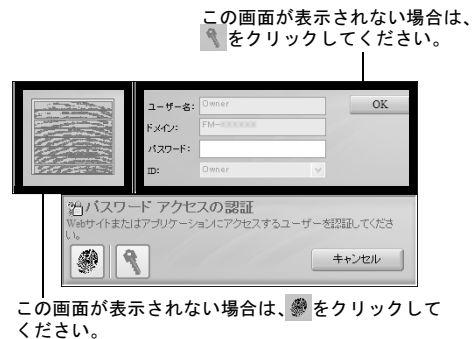 この画面が表示されない場合は、
をクリックしてください。
ユーザー名: Owner
OK
ドメイン: FM-××××××
パスワード:
ID: Owner
パスワード アクセスの認証
Webサイトまたはアプリケーションにアクセスするユーザーを認証してくださ
い。
キャンセル
この画面が表示されない場合は、をクリックして
ください。